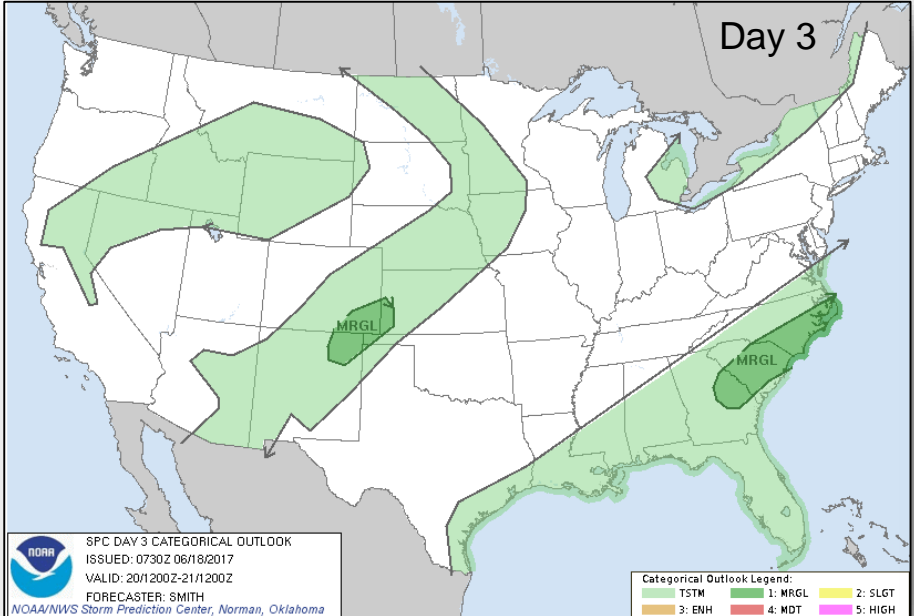 Day 3
MRGL
MRGL
NOAA
SPC DAY 3 CATEGORICAL OUTLOOK
ISSUED: 0730Z 06/18/2017
VALID: 20/1200Z-21/1200Z
FORECASTER: SMITH
NOAA/NWS Storm Prediction Center, Norman, Oklahoma
Categorical Outlook Legend:
TSTM 1: MRGL 2: SLGT
3: ENH 4: MDT 5: HIGH